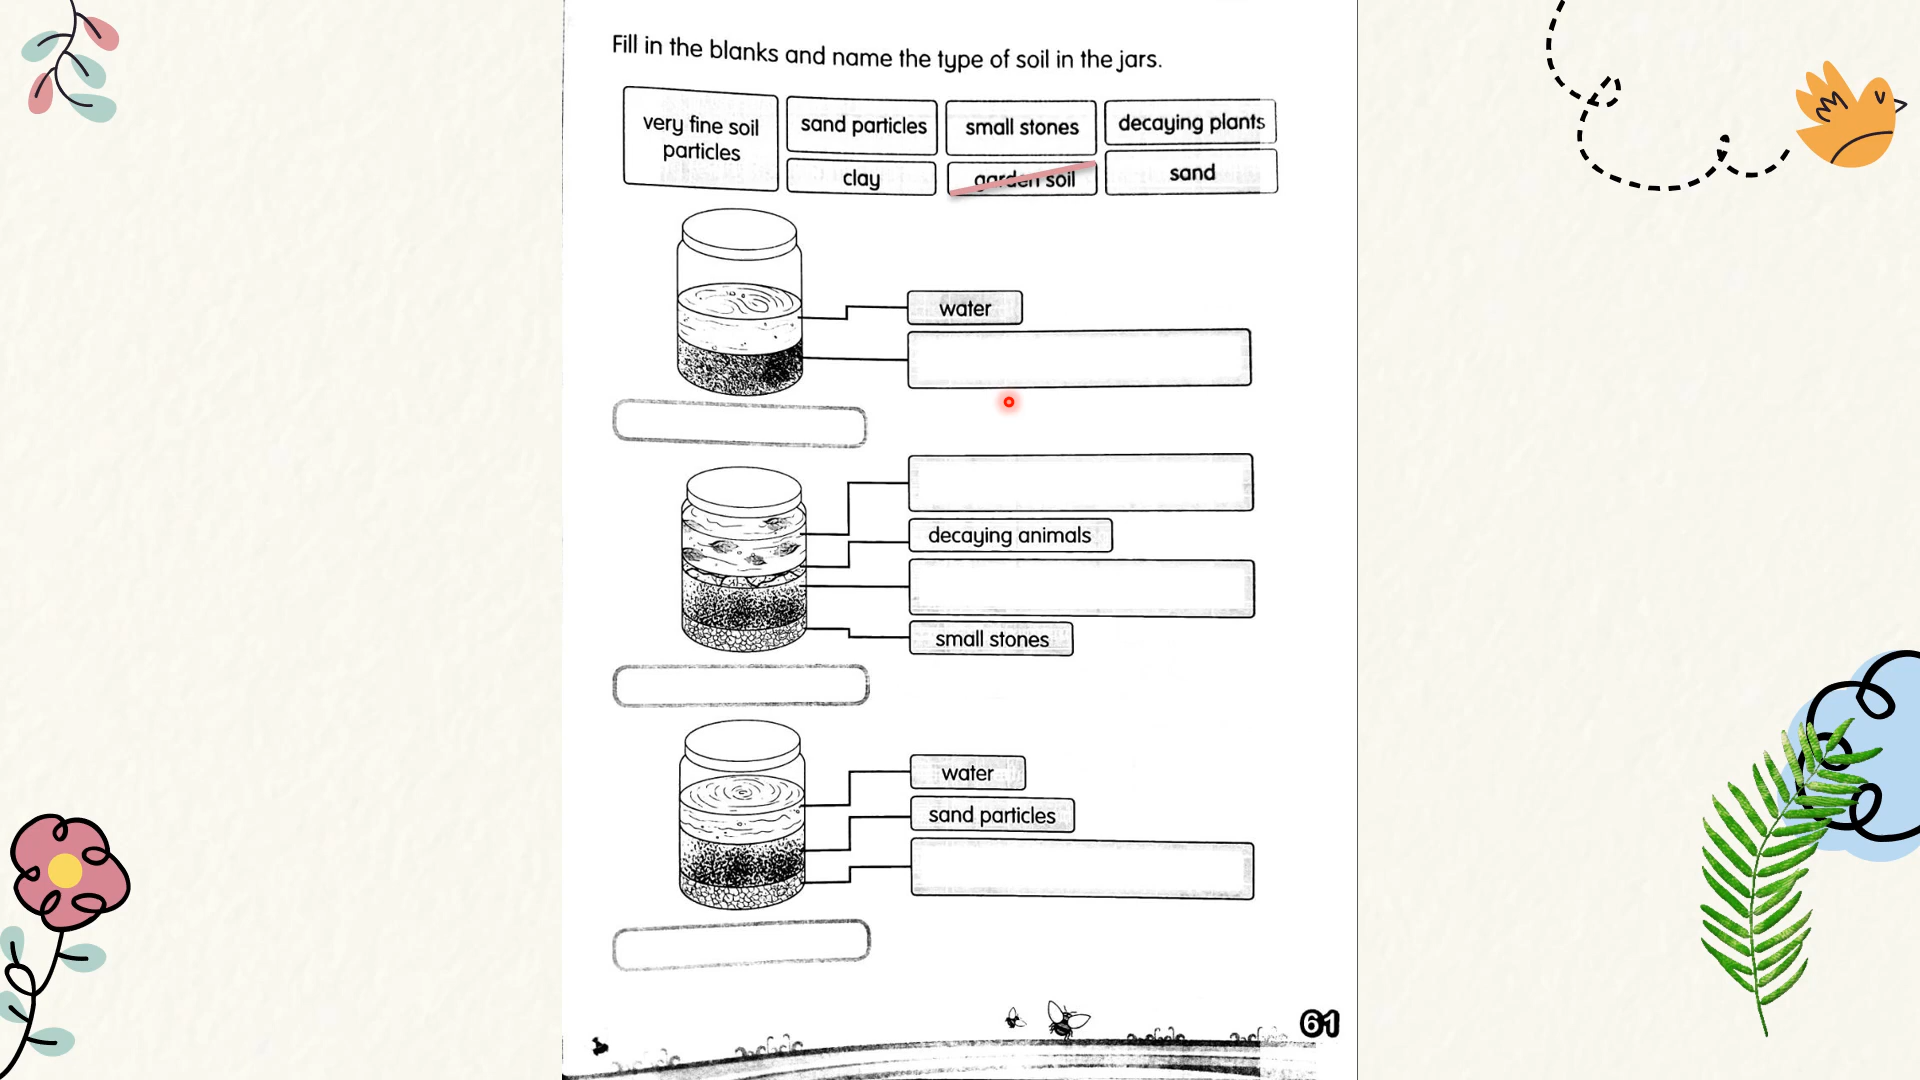 Fill in the blanks and name the type of soil in the jars.
very fine soil
particles
sand particles
small stones
decaying plants
clay
garden soil
sand
water
decaying animals
small stones
water
sand particles
61